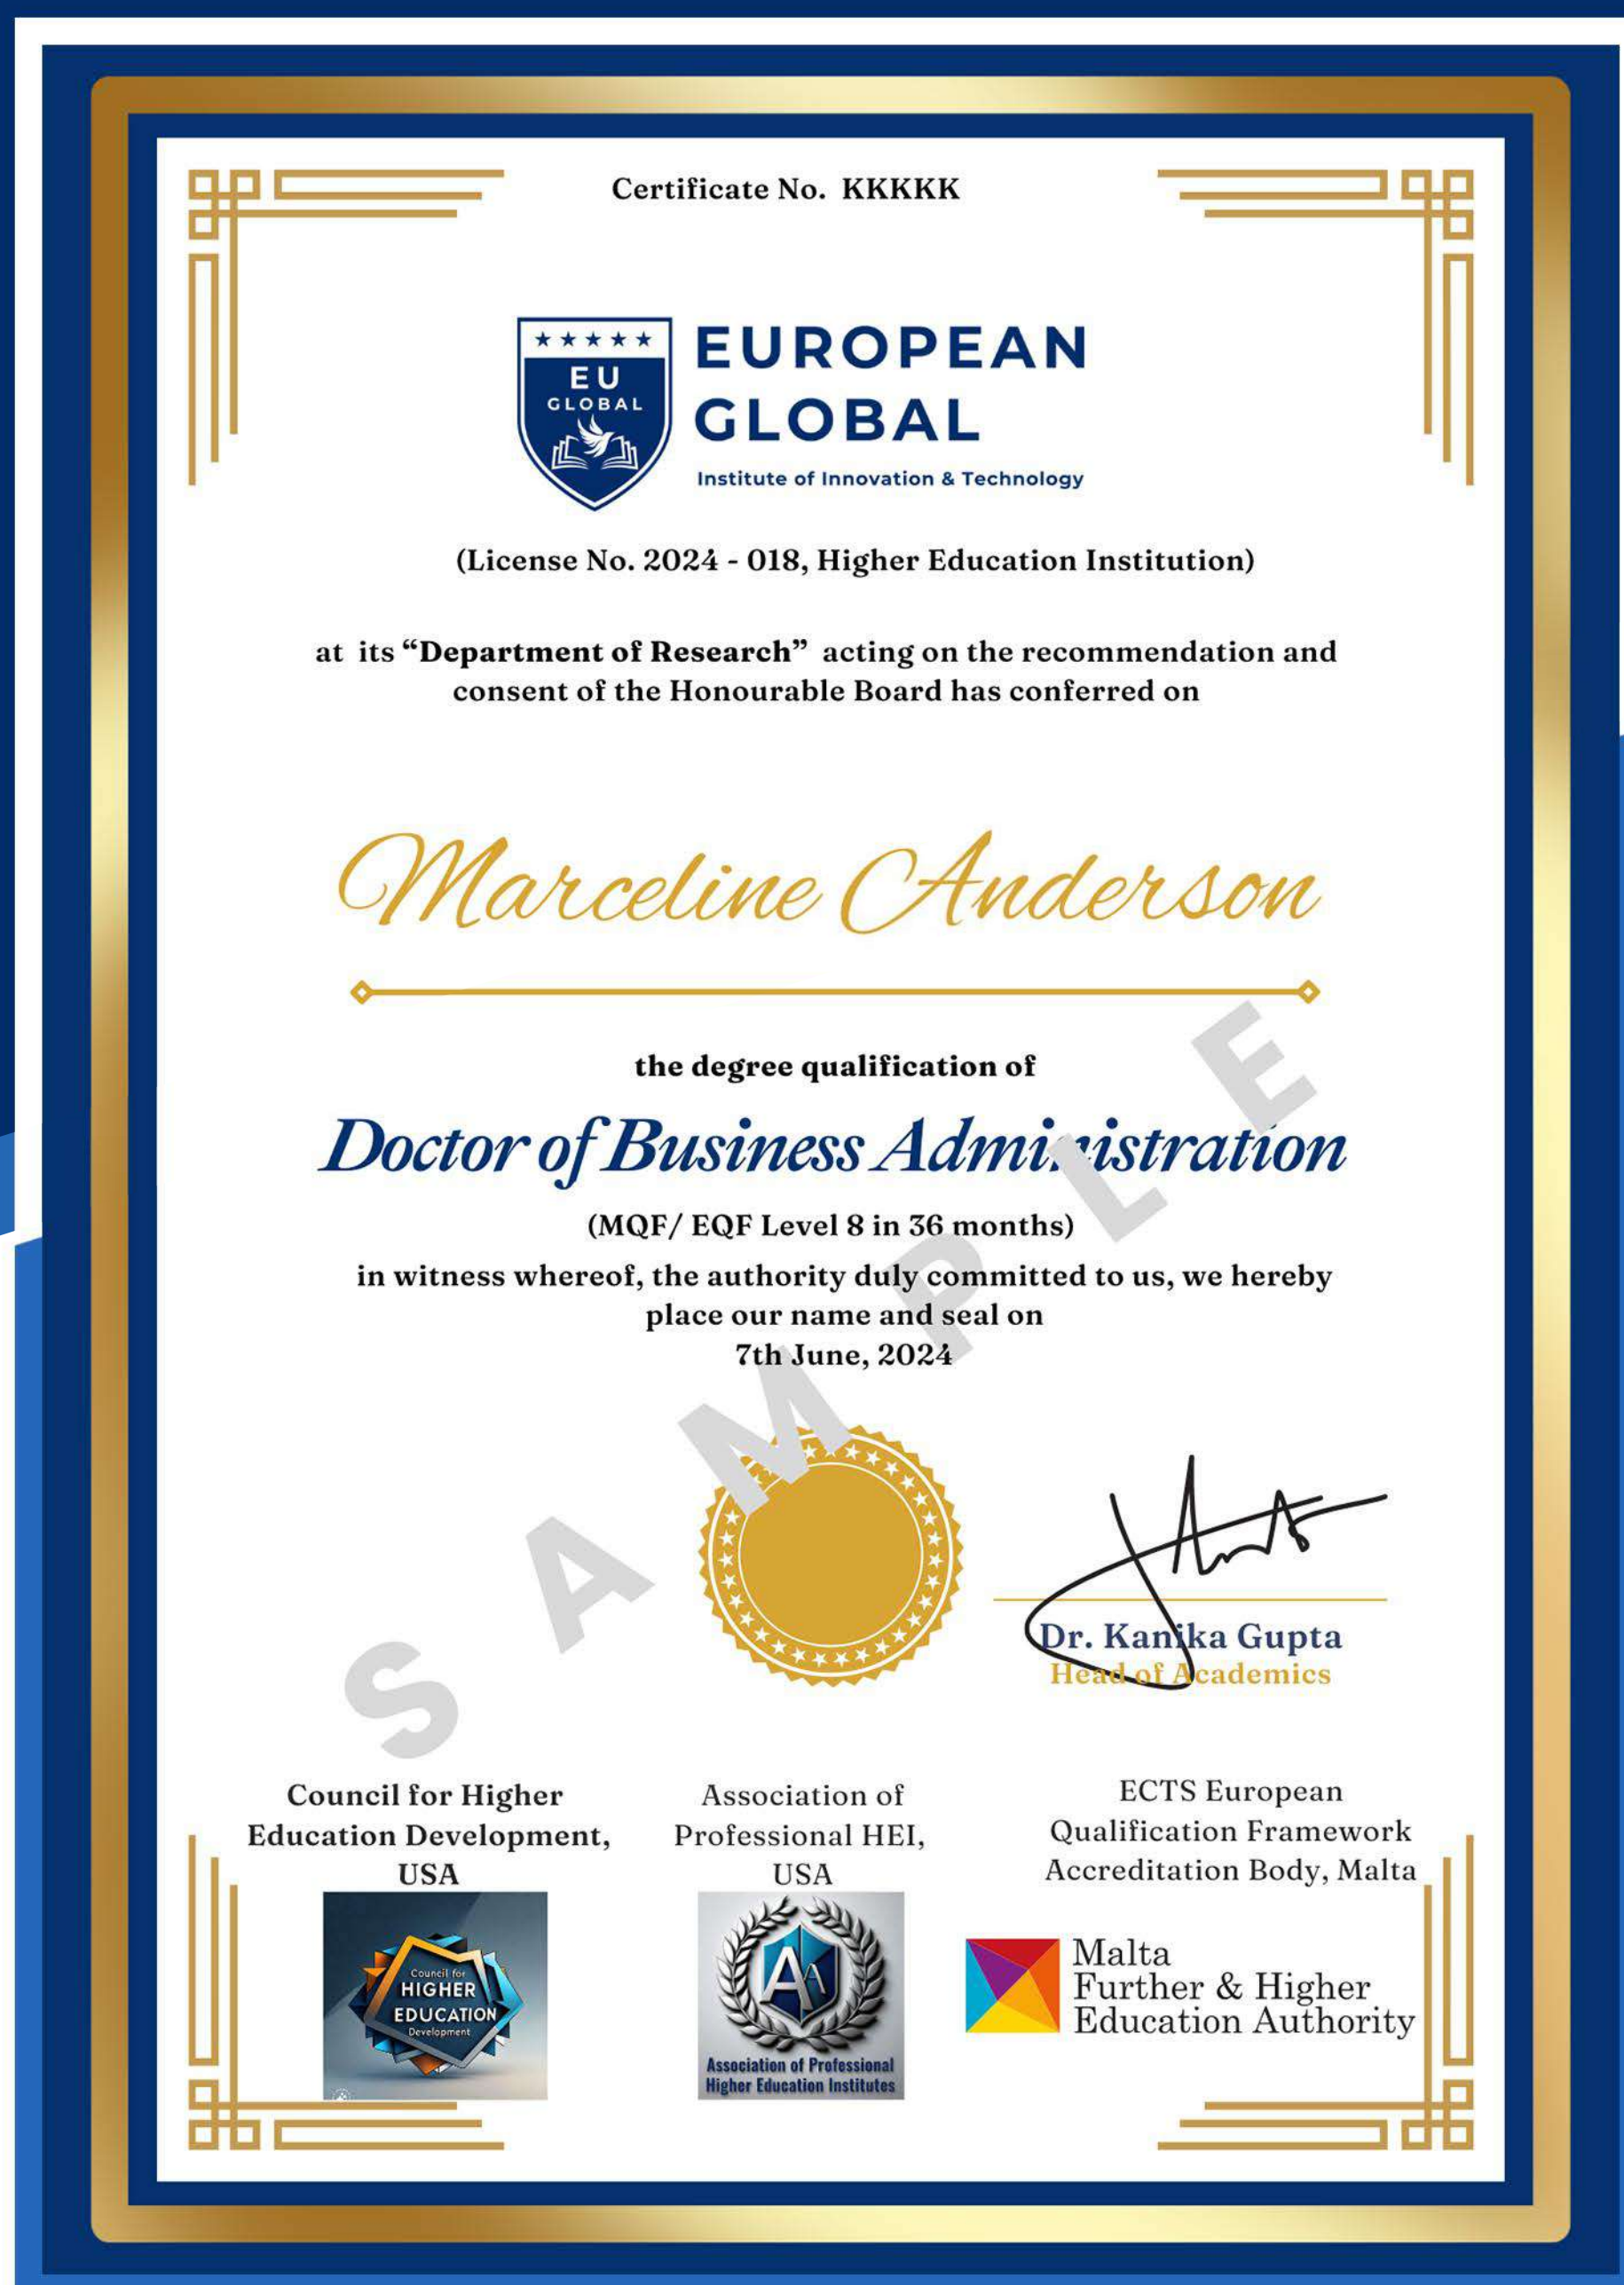 Certificate No. KKKKK
★★★★★
EU
GLOBAL
EUROPEAN
GLOBAL
Institute of Innovation & Technology
(License No. 2024 - 018, Higher Education Institution)
at its “Department of Research” acting on the recommendation and
consent of the Honourable Board has conferred on
Marceline Anderson
the degree qualification of
Doctor of Business Administration
(MQF/ EQF Level 8 in 36 months)
in witness whereof, the authority duly committed to us, we hereby
place our name and seal on
7th June, 2024
SAMPLE
Dr. Kanika Gupta
Head of Academics
Council for Higher
Education Development,
USA
Council for
HIGHER
EDUCATION
Development
Association of
Professional HEI,
USA
AA
Association of Professional
Higher Education Institutes
ECTS European
Qualification Framework
Accreditation Body, Malta
Malta
Further & Higher
Education Authority